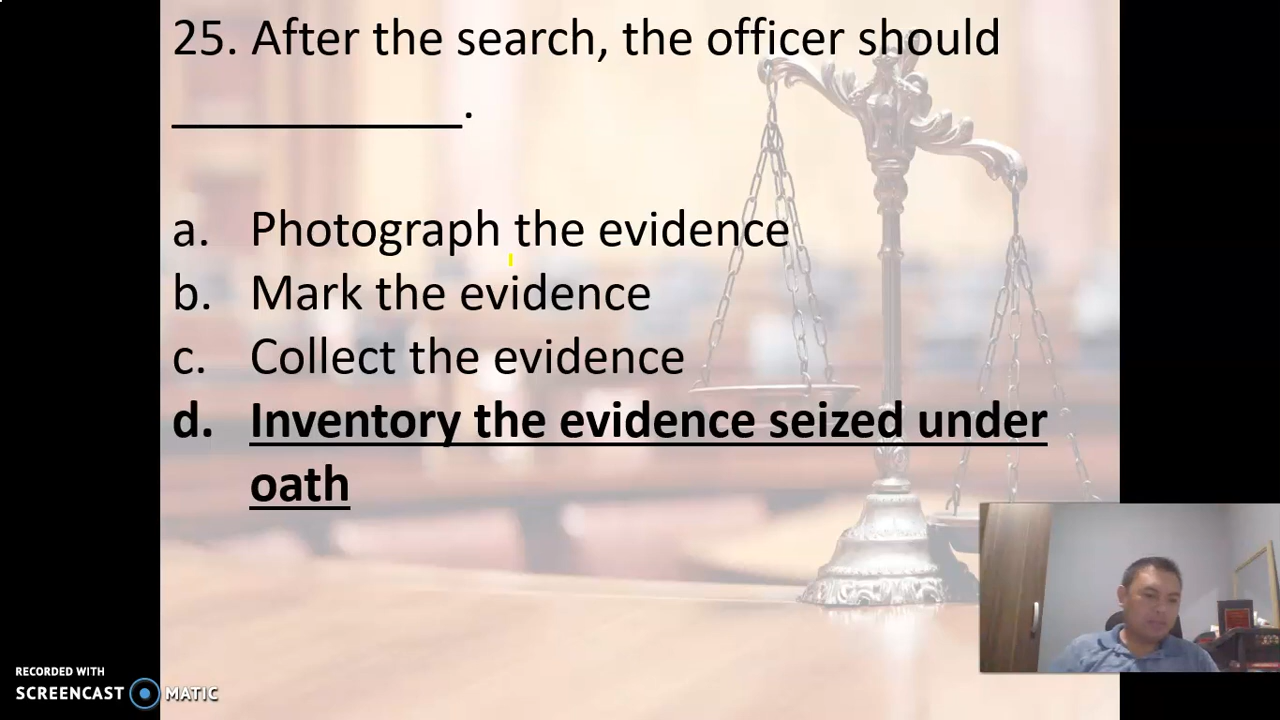 25. After the search, the officer should
____________.
a. Photograph the evidence
b. Mark the evidence
c. Collect the evidence
d. Inventory the evidence seized under
oath
RECORDED WITH
SCREENCAST MATIC